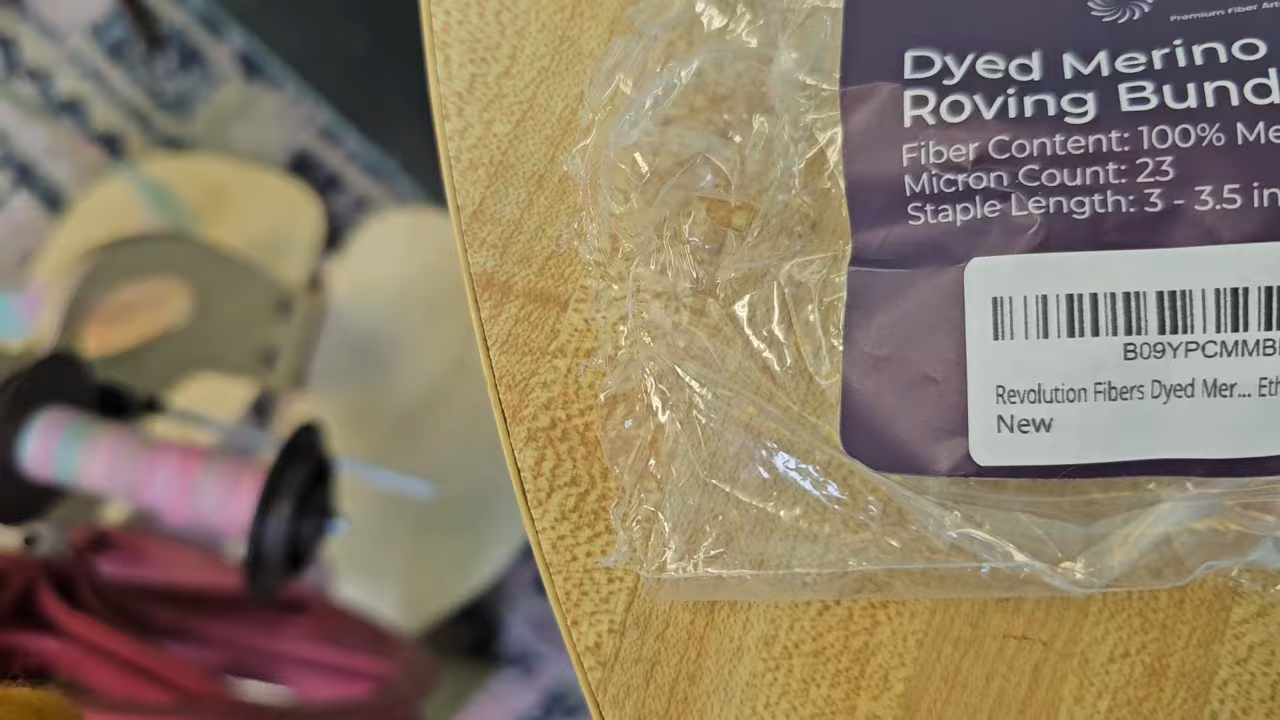 Premium Fiber Art
Dyed Merino
Roving Bund
Fiber Content: 100% Me
Micron Count: 23
Staple Length: 3 - 3.5 in
B09YPCMMB
Revolution Fibers Dyed Mer... Eth
New